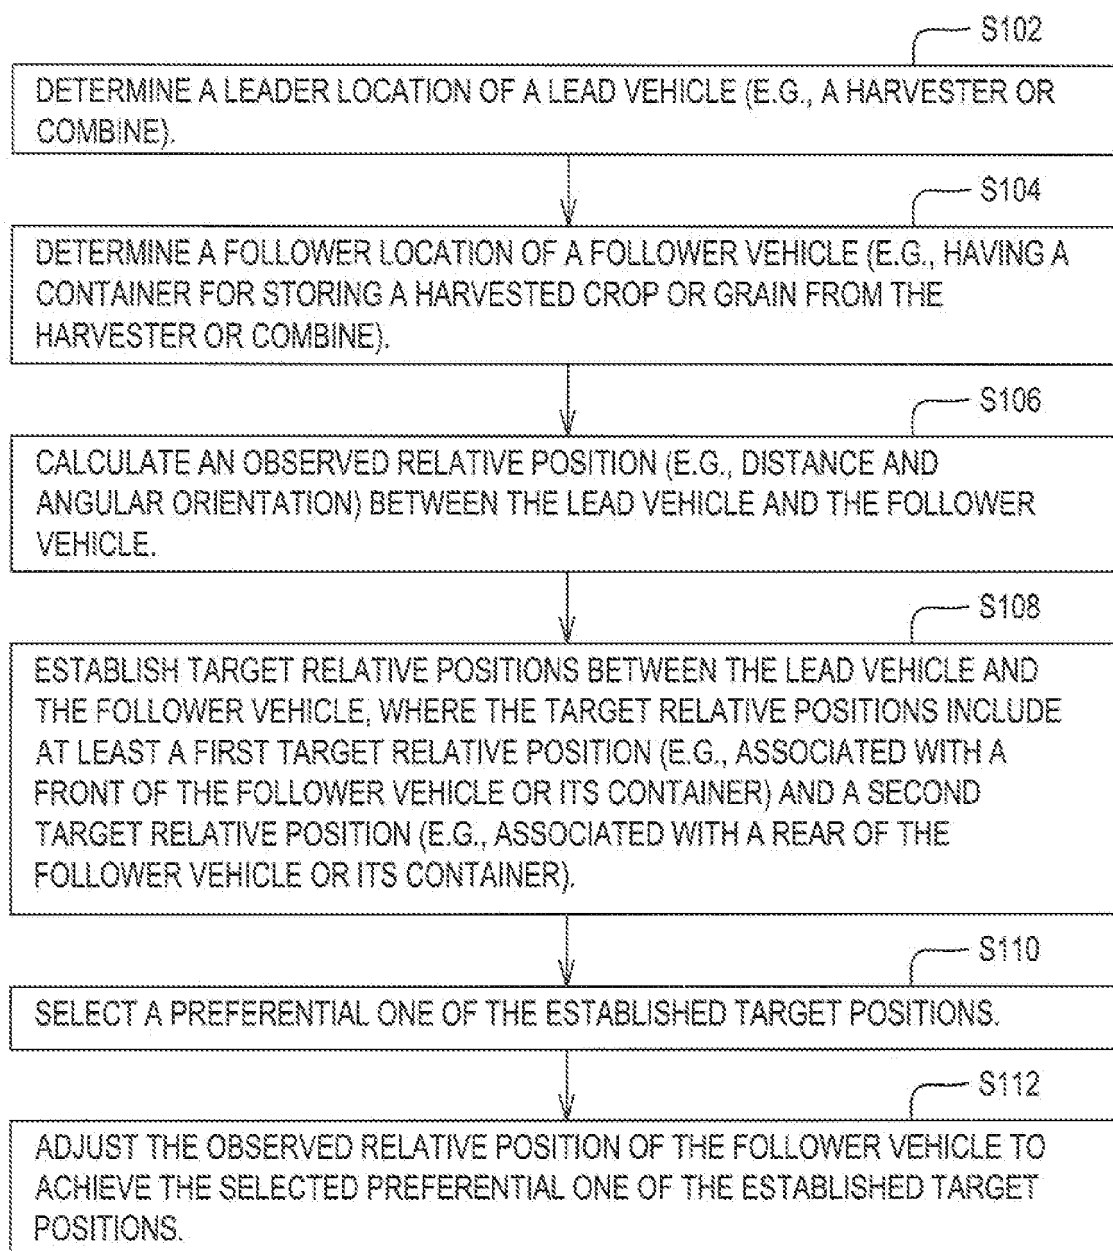 S102
DETERMINE A LEADER LOCATION OF A LEAD VEHICLE (E.G., A HARVESTER OR
COMBINE).
S104
DETERMINE A FOLLOWER LOCATION OF A FOLLOWER VEHICLE (E.G., HAVING A
CONTAINER FOR STORING A HARVESTED CROP OR GRAIN FROM THE
HARVESTER OR COMBINE).
S106
CALCULATE AN OBSERVED RELATIVE POSITION (E.G., DISTANCE AND
ANGULAR ORIENTATION) BETWEEN THE LEAD VEHICLE AND THE FOLLOWER
VEHICLE.
S108
ESTABLISH TARGET RELATIVE POSITIONS BETWEEN THE LEAD VEHICLE AND
THE FOLLOWER VEHICLE, WHERE THE TARGET RELATIVE POSITIONS INCLUDE
AT LEAST A FIRST TARGET RELATIVE POSITION (E.G., ASSOCIATED WITH A
FRONT OF THE FOLLOWER VEHICLE OR ITS CONTAINER) AND A SECOND
TARGET RELATIVE POSITION (E.G., ASSOCIATED WITH A REAR OF THE
FOLLOWER VEHICLE OR ITS CONTAINER).
S110
SELECT A PREFERENTIAL ONE OF THE ESTABLISHED TARGET POSITIONS.
S112
ADJUST THE OBSERVED RELATIVE POSITION OF THE FOLLOWER VEHICLE TO
ACHIEVE THE SELECTED PREFERENTIAL ONE OF THE ESTABLISHED TARGET
POSITIONS.